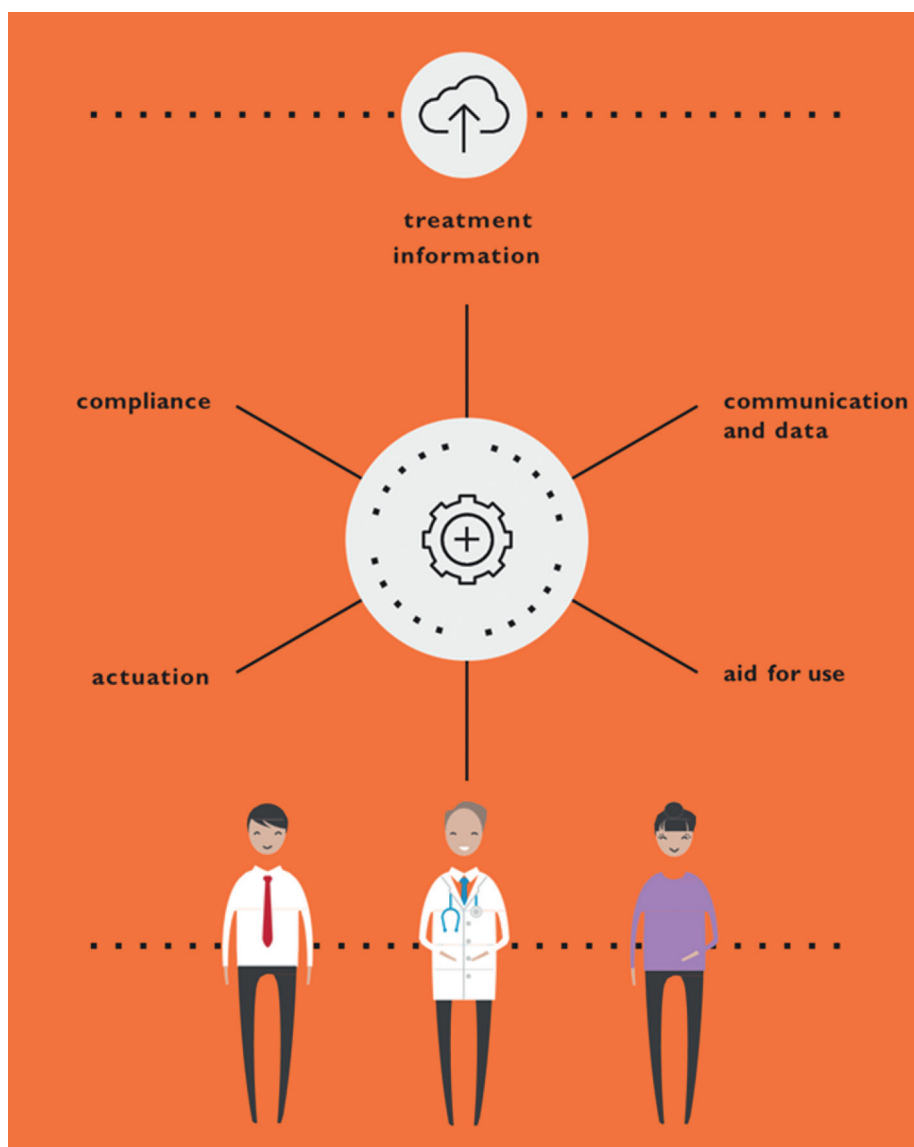 treatment
information
compliance
communication
and data
actuation
aid for use